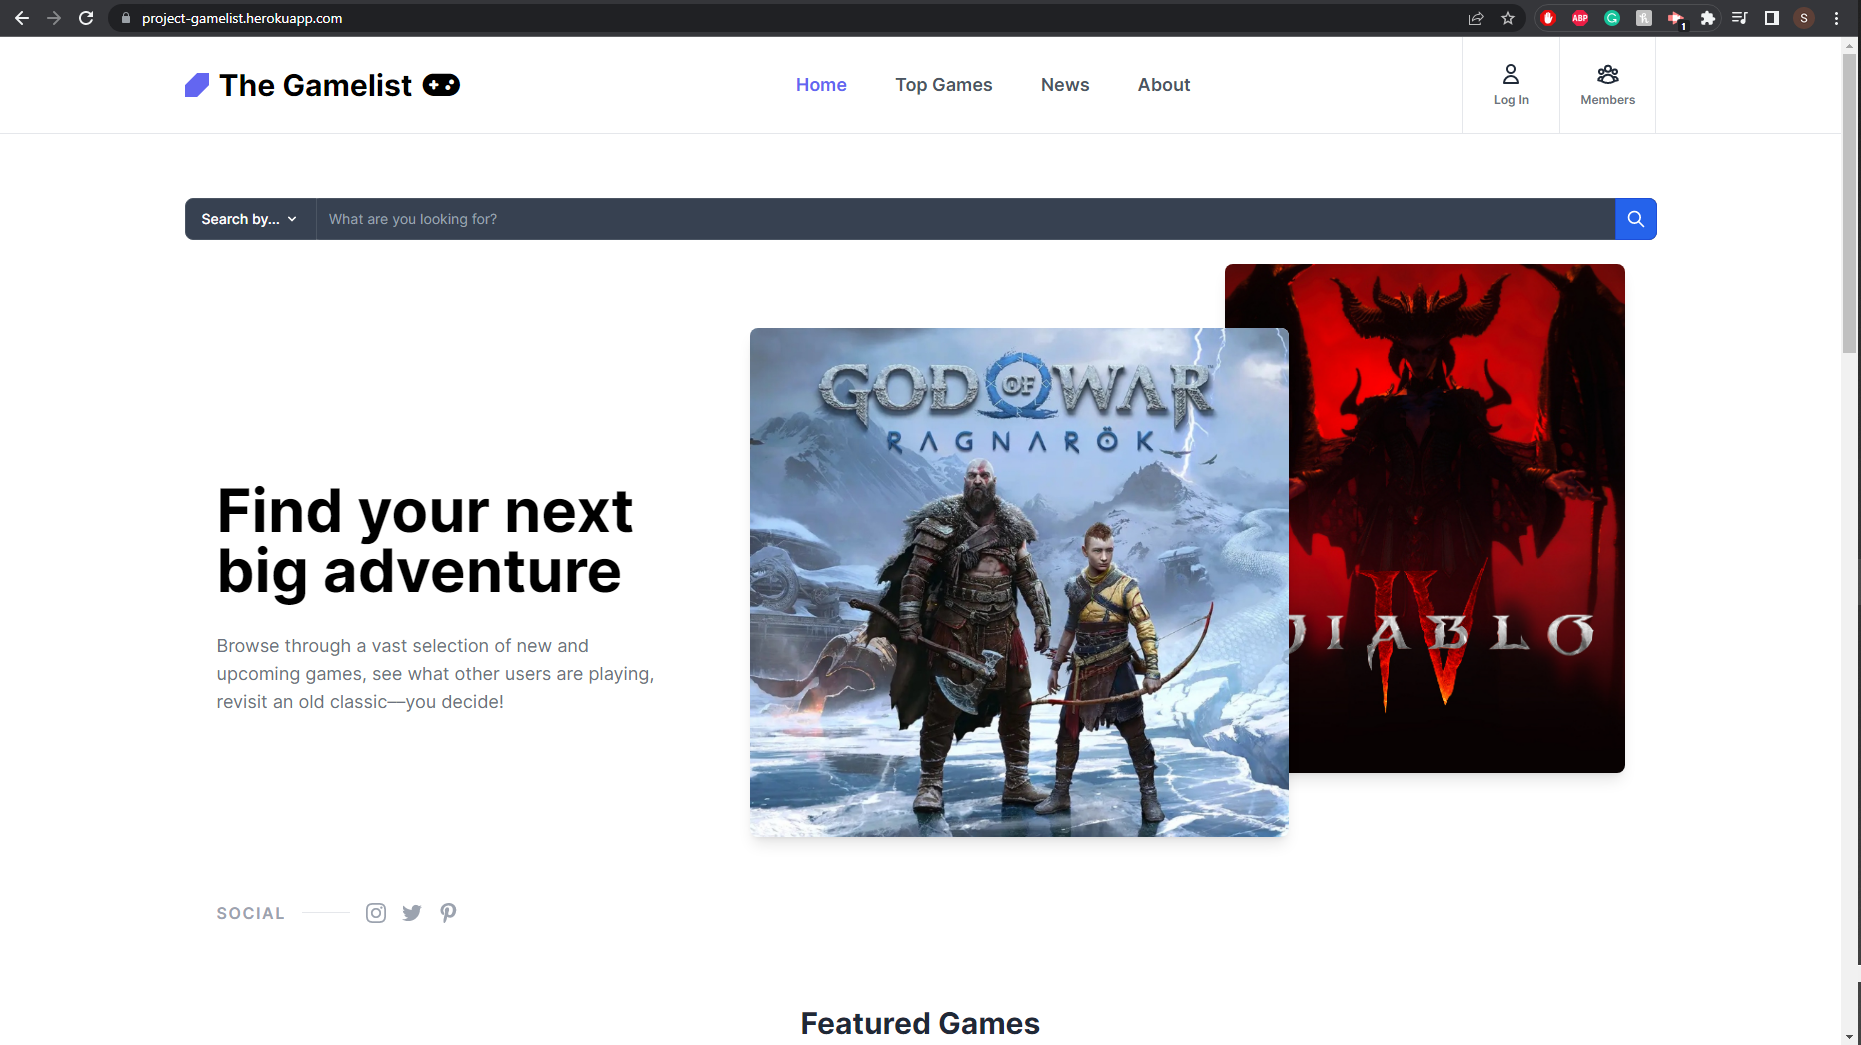 project-gamelist.herokuapp.com
ABP
1
S
The Gamelist
Home
Top Games
News
About
Log In
Members
Search by...
What are you looking for?
GOD OF WAR
RAGNARÖK
DIABLO
IV
Find your next
big adventure
Browse through a vast selection of new and
upcoming games, see what other users are playing,
revisit an old classic—you decide!
SOCIAL
Featured Games